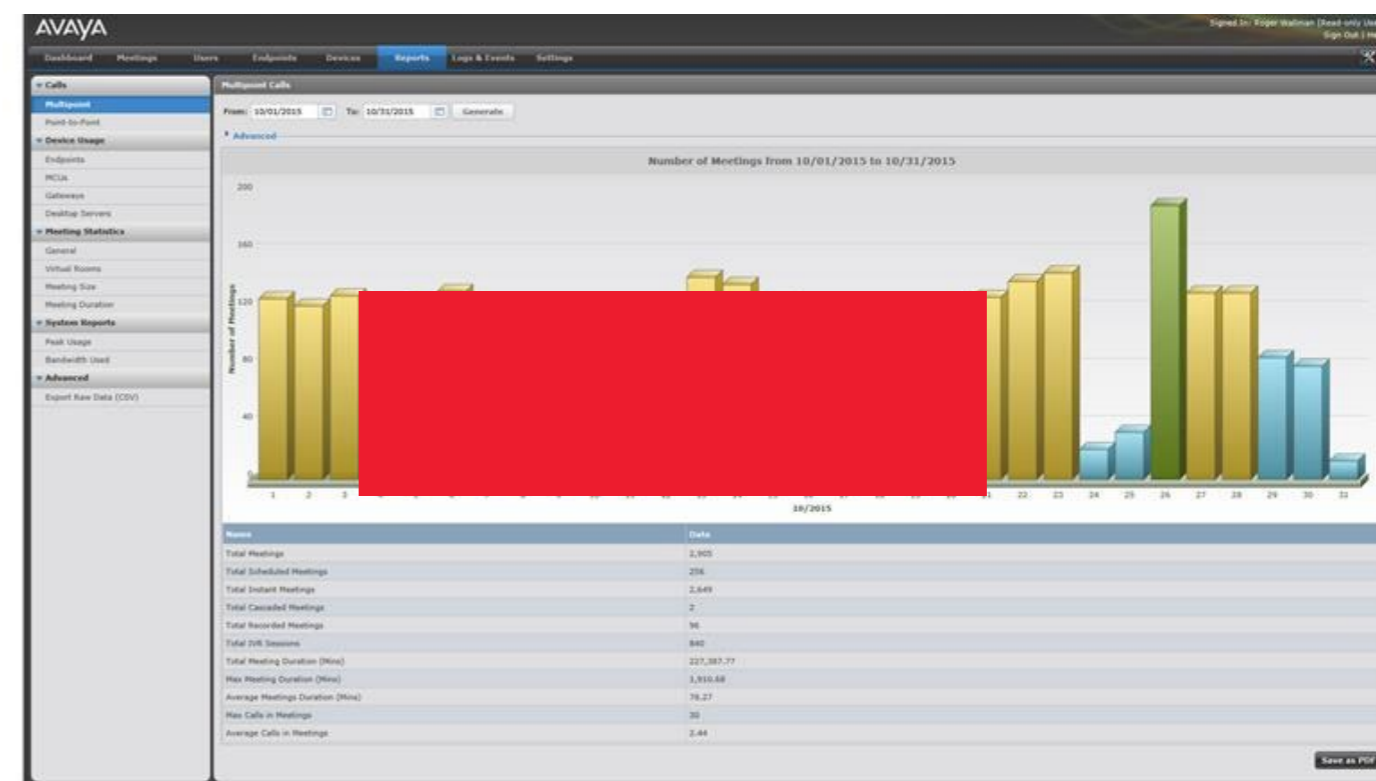 AVAYA
Signed In: Roger Wallman (Read-only Use
Sign Out | He
Dashboard Meetings Users Endpoints Devices Reports Logs & Events Settings
Calls
Multipoint
Point-to-Point
Device Usage
Endpoints
MCUs
Gateways
Desktop Servers
Meeting Statistics
General
Virtual Rooms
Meeting Size
Meeting Duration
System Reports
Peak Usage
Bandwidth Used
Advanced
Export Raw Data (CSV)
Multipoint Calls
From: 10/01/2015 To: 10/31/2015 Generate
Advanced
Number of Meetings from 10/01/2015 to 10/31/2015
Number of Meetings
200
160
120
80
40
0
1 2 3 21 22 23 24 25 26 27 28 29 30 31
10/2015
Name Data
Total Meetings 2,905
Total Scheduled Meetings 256
Total Instant Meetings 2,649
Total Cascaded Meetings 2
Total Recorded Meetings 96
Total IVR Sessions 840
Total Meeting Duration (Mins) 227,387.77
Max Meeting Duration (Mins) 1,910.68
Average Meetings Duration (Mins) 78.27
Max Calls in Meetings 30
Average Calls in Meetings 2.44
Save as PDF